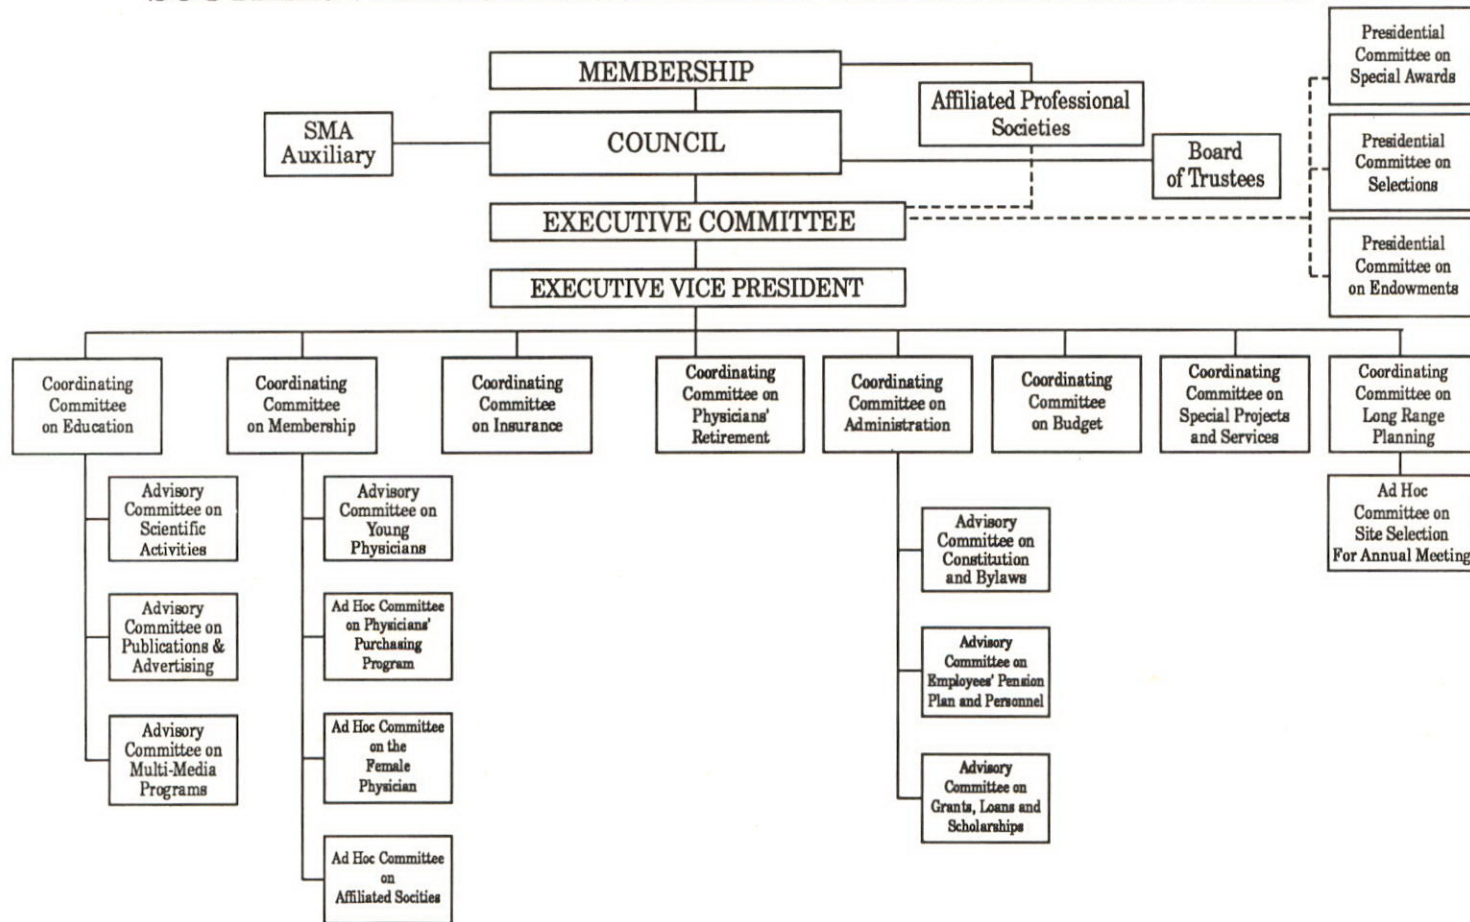 MEMBERSHIP
SMA
Auxiliary
COUNCIL
Affiliated Professional
Societies
Board
of Trustees
Presidential
Committee on
Special Awards
Presidential
Committee on
Selections
Presidential
Committee on
on Endowments
EXECUTIVE COMMITTEE
EXECUTIVE VICE PRESIDENT
Coordinating
Committee
on Education
Coordinating
Committee
on Membership
Coordinating
Committee
on Insurance
Coordinating
Committee on
Physicians'
Retirement
Coordinating
Committee on
Administration
Coordinating
Committee
on Budget
Coordinating
Committee on
Special Projects
and Services
Coordinating
Committee on
Long Range
Planning
Advisory
Committee on
Scientific
Activities
Advisory
Committee on
Publications &
Advertising
Advisory
Committee on
Multi-Media
Programs
Advisory
Committee on
Young
Physicians
Ad Hoc Committee
on Physicians'
Purchasing
Program
Ad Hoc Committee
on the
Female
Physician
Ad Hoc Committee
on
Affiliated Socities
Advisory
Committee on
Constitution
and Bylaws
Advisory
Committee on
Employees' Pension
Plan and Personnel
Advisory
Committee on
Grants, Loans and
Scholarships
Ad Hoc
Committee on
Site Selection
For Annual Meeting